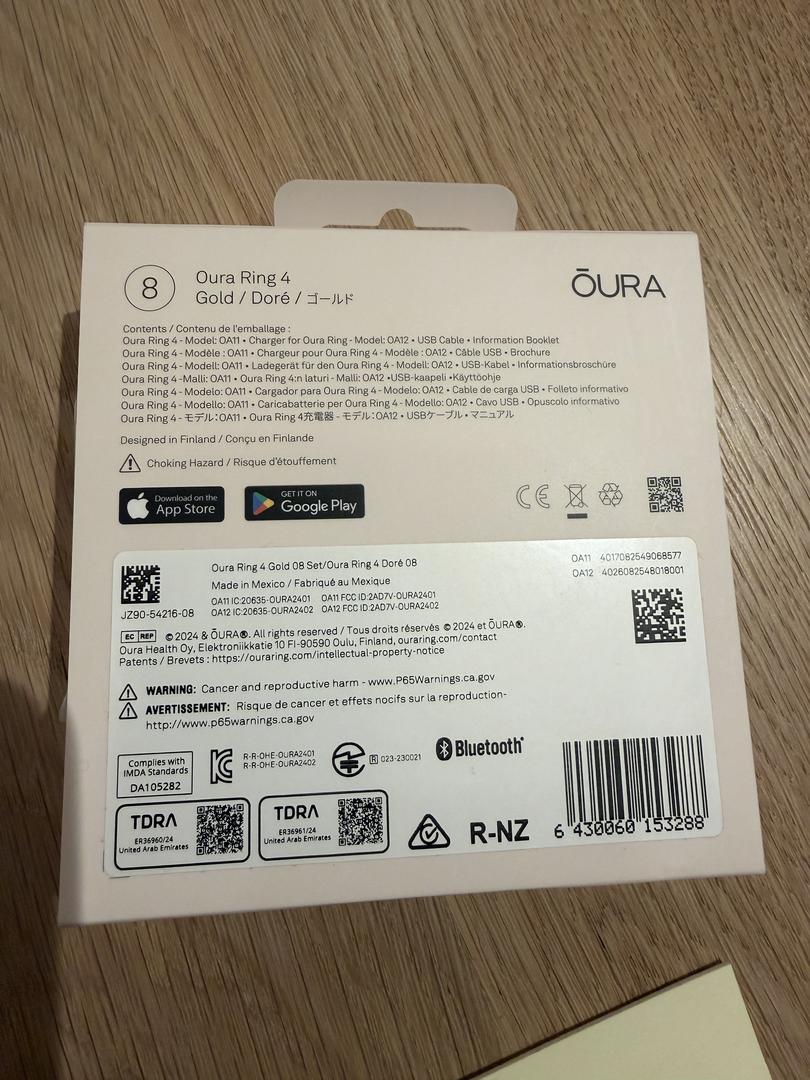 8
Oura Ring 4
Gold / Doré / ゴールド
ŌURA
Contents / Contenu de l'emballage :
Oura Ring 4 - Model: OA11 • Charger for Oura Ring - Model: OA12 • USB Cable • Information Booklet
Oura Ring 4 - Modèle : OA11 • Chargeur pour Oura Ring 4 - Modèle : OA12 • Câble USB • Brochure
Oura Ring 4 - Modell: OA11 • Ladegerät für den Oura Ring 4 - Modell: OA12 • USB-Kabel • Informationsbroschüre
Oura Ring 4 -Malli: OA11 • Oura Ring 4:n laturi - Malli: OA12 •USB-kaapeli •Käyttöohje
Oura Ring 4 - Modelo: OA11 • Cargador para Oura Ring 4 - Modelo: OA12 • Cable de carga USB • Folleto informativo
Oura Ring 4 - Modello: OA11 • Caricabatterie per Oura Ring 4 - Modello: OA12 • Cavo USB • Opuscolo informativo
Oura Ring 4 - モデル:OA11 • Oura Ring 4充電器 - モデル:OA12 • USBケーブル • マニュアル
Designed in Finland / Conçu en Finlande
Choking Hazard / Risque d'étouffement
Download on the
App Store
GET IT ON
Google Play
CE
Oura Ring 4 Gold 08 Set/Oura Ring 4 Doré 08
Made in Mexico / Fabriqué au Mexique
OA11 IC:20635-OURA2401 OA11 FCC ID:2AD7V-OURA2401
OA12 IC:20635-OURA2402 OA12 FCC ID:2AD7V-OURA2402
OA11 4017082549068577
OA12 4026082548018001
JZ90-54216-08
EC REP © 2024 & ŌURA®. All rights reserved / Tous droits réservés © 2024 et ŌURA®.
Oura Health Oy, Elektroniikkatie 10 FI-90590 Oulu, Finland, ouraring.com/contact
Patents / Brevets : https://ouraring.com/intellectual-property-notice
WARNING: Cancer and reproductive harm - www.P65Warnings.ca.gov
AVERTISSEMENT: Risque de cancer et effets nocifs sur la reproduction-
http://www.p65warnings.ca.gov
Complies with
IMDA Standards
DA105282
R-R-OHE-OURA2401
R-R-OHE-OURA2402
R 023-230021
Bluetooth®
TDRA
ER36960/24
United Arab Emirates
TDRA
ER36961/24
United Arab Emirates
R-NZ
6 430060 153288